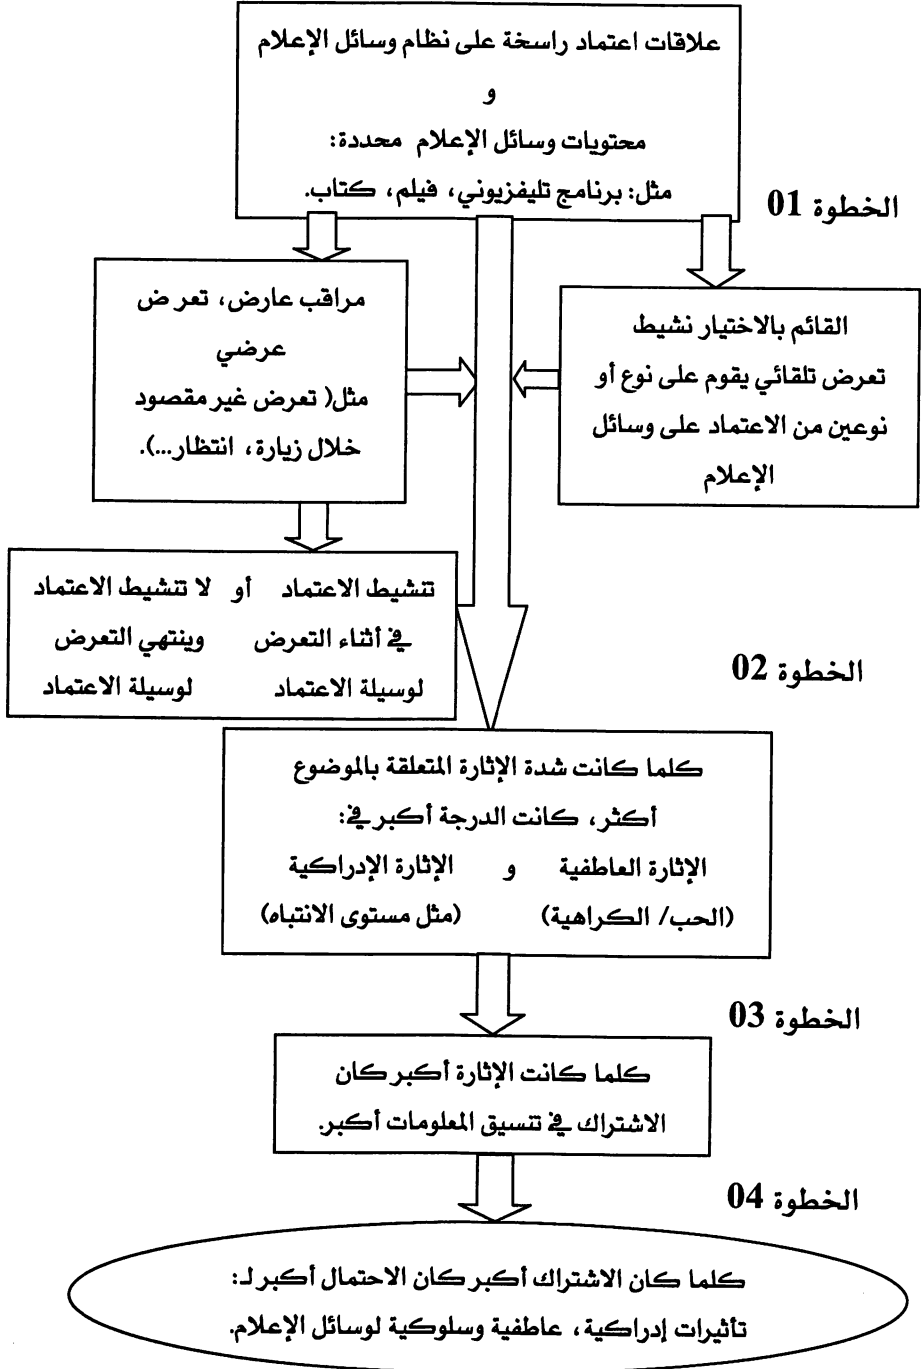 علاقات اعتماد راسخة على نظام وسائل الإعلام
و
محتويات وسائل الإعلام محددة:
مثل: برنامج تليفزيوني، فيلم، كتاب.
الخطوة 01
القائم بالاختيار نشيط
تعرض تلقائي يقوم على نوع أو
نوعين من الاعتماد على وسائل
الإعلام
مراقب عارض، تعرض
عرضي
مثل( تعرض غير مقصود
خلال زيارة، انتظار...).
تنشيط الاعتماد أو لا تنشيط الاعتماد
في أثناء التعرض وينتهي التعرض
لوسيلة الاعتماد لوسيلة الاعتماد
الخطوة 02
كلما كانت شدة الإثارة المتعلقة بالموضوع
أكثر، كانت الدرجة أكبر في:
الإثارة العاطفية و الإثارة الإدراكية
(الحب/ الكراهية) (مثل مستوى الانتباه)
الخطوة 03
كلما كانت الإثارة أكبر كان
الاشتراك في تنسيق المعلومات أكبر.
الخطوة 04
كلما كان الاشتراك أكبر كان الاحتمال أكبر لـ:
تأثيرات إدراكية، عاطفية وسلوكية لوسائل الإعلام.